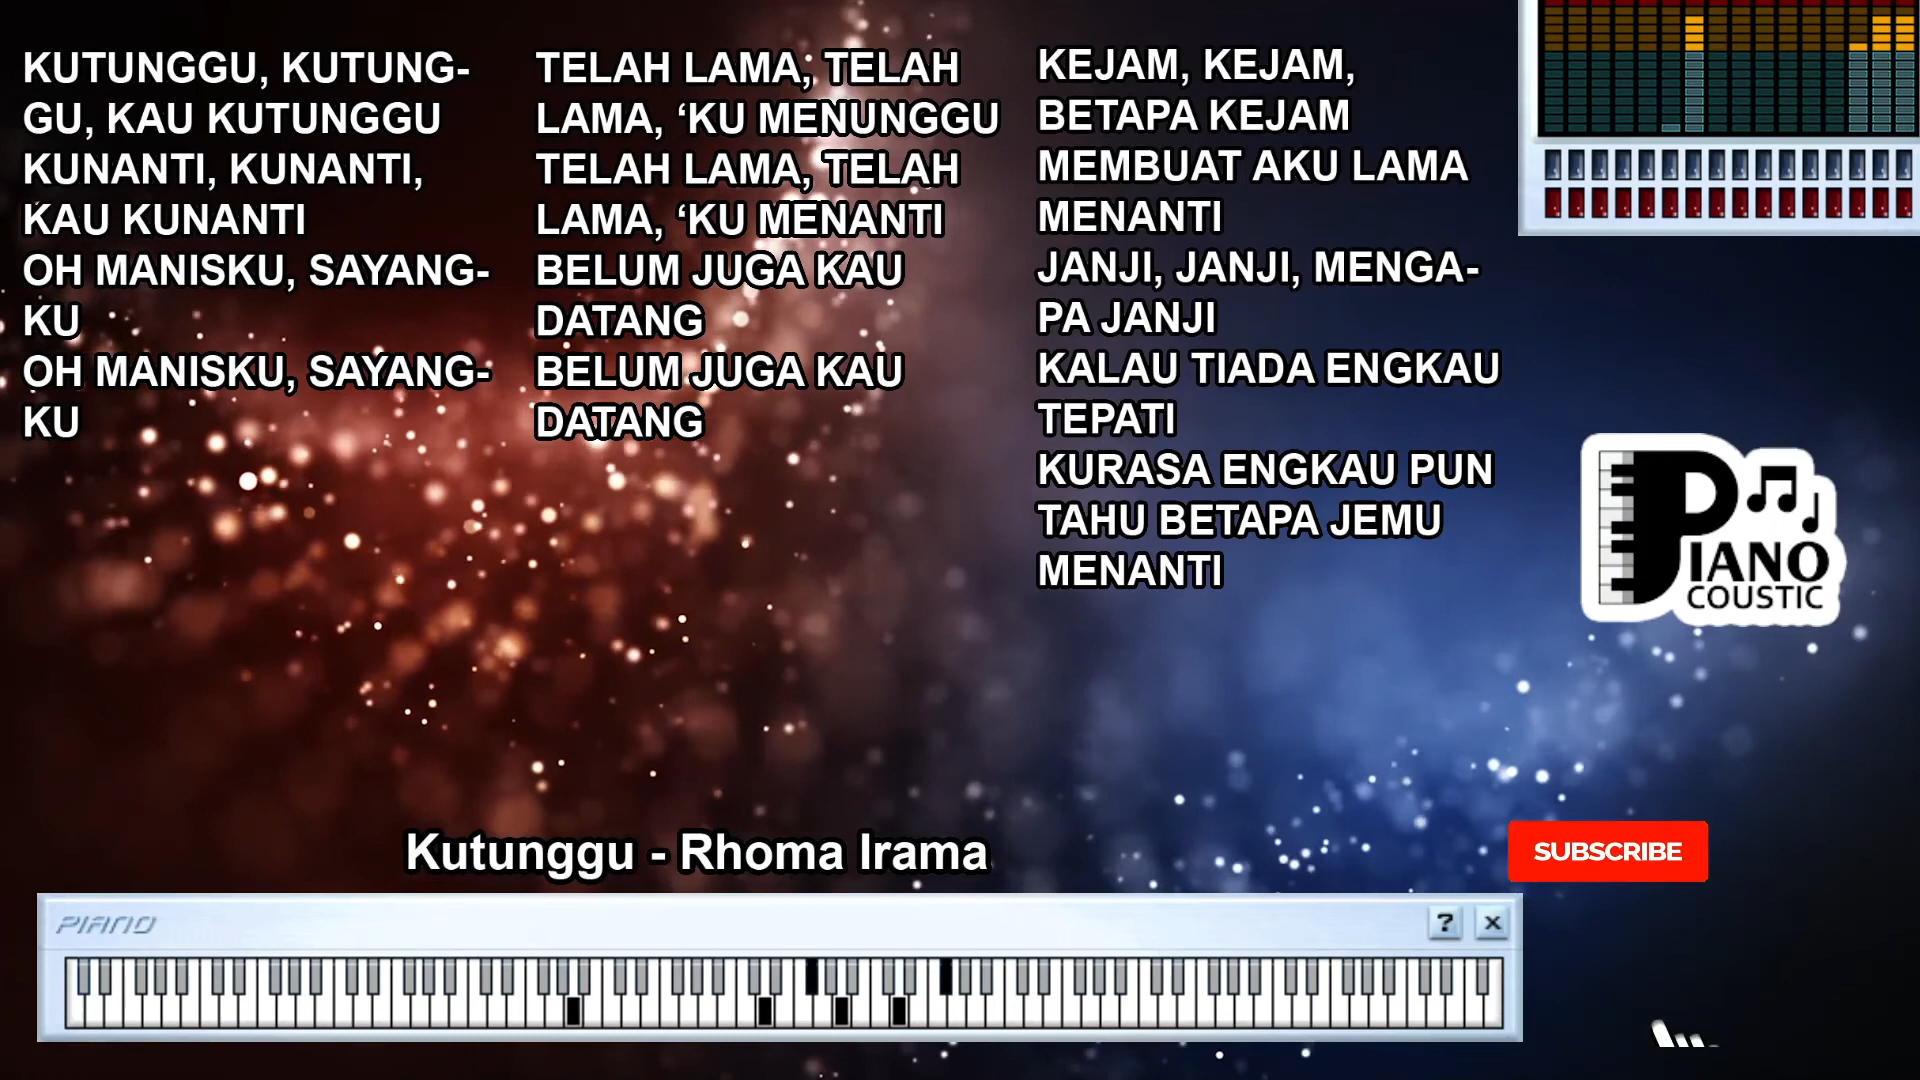 KUTUNGGU, KUTUNG-
GU, KAU KUTUNGGU
KUNANTI, KUNANTI,
KAU KUNANTI
OH MANISKU, SAYANG-
KU
OH MANISKU, SAYANG-
KU
TELAH LAMA, TELAH
LAMA, ‘KU MENUNGGU
TELAH LAMA, TELAH
LAMA, ‘KU MENANTI
BELUM JUGA KAU
DATANG
BELUM JUGA KAU
DATANG
KEJAM, KEJAM,
BETAPA KEJAM
MEMBUAT AKU LAMA
MENANTI
JANJI, JANJI, MENGA-
PA JANJI
KALAU TIADA ENGKAU
TEPATI
KURASA ENGKAU PUN
TAHU BETAPA JEMU
MENANTI
PIANO
COUSTIC
Kutunggu - Rhoma Irama
SUBSCRIBE
PIANO
? x